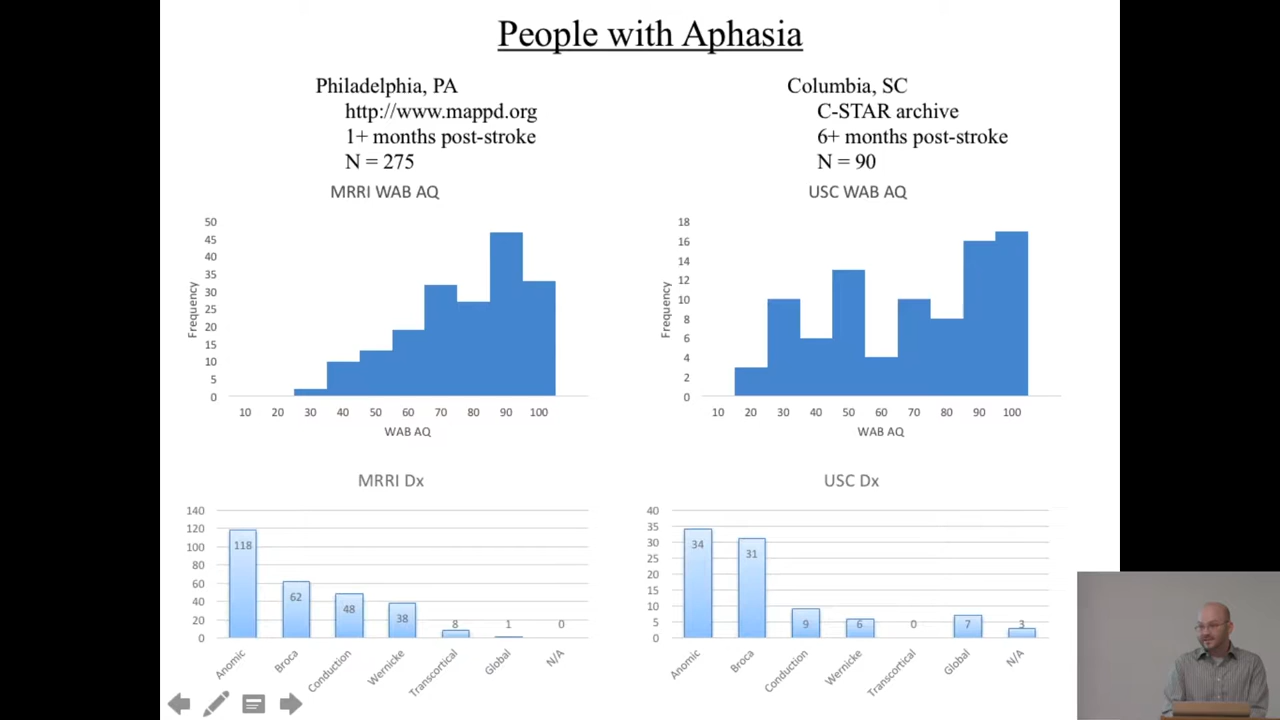 People with Aphasia
Philadelphia, PA
http://www.mappd.org
1+ months post-stroke
N = 275
Columbia, SC
C-STAR archive
6+ months post-stroke
N = 90
MRRI WAB AQ
50
45
40
35
30
25
20
15
10
5
0
Frequency
10 20 30 40 50 60 70 80 90 100
WAB AQ
USC WAB AQ
18
16
14
12
10
8
6
4
2
0
Frequency
10 20 30 40 50 60 70 80 90 100
WAB AQ
MRRI Dx
140
120
100
80
60
40
20
0
118 62 48 38 8 1 0
Anomic Broca Conduction Wernicke Transcortical Global N/A
USC Dx
40
35
30
25
20
15
10
5
0
34 31 9 6 0 7 3
Anomic Broca Conduction Wernicke Transcortical Global N/A